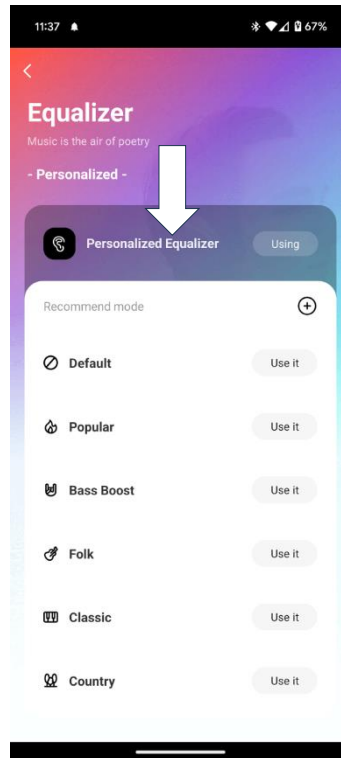 11:37 67%
Equalizer
Music is the air of poetry
- Personalized -
Personalized Equalizer Using
Recommend mode
Default Use it
Popular Use it
Bass Boost Use it
Folk Use it
Classic Use it
Country Use it